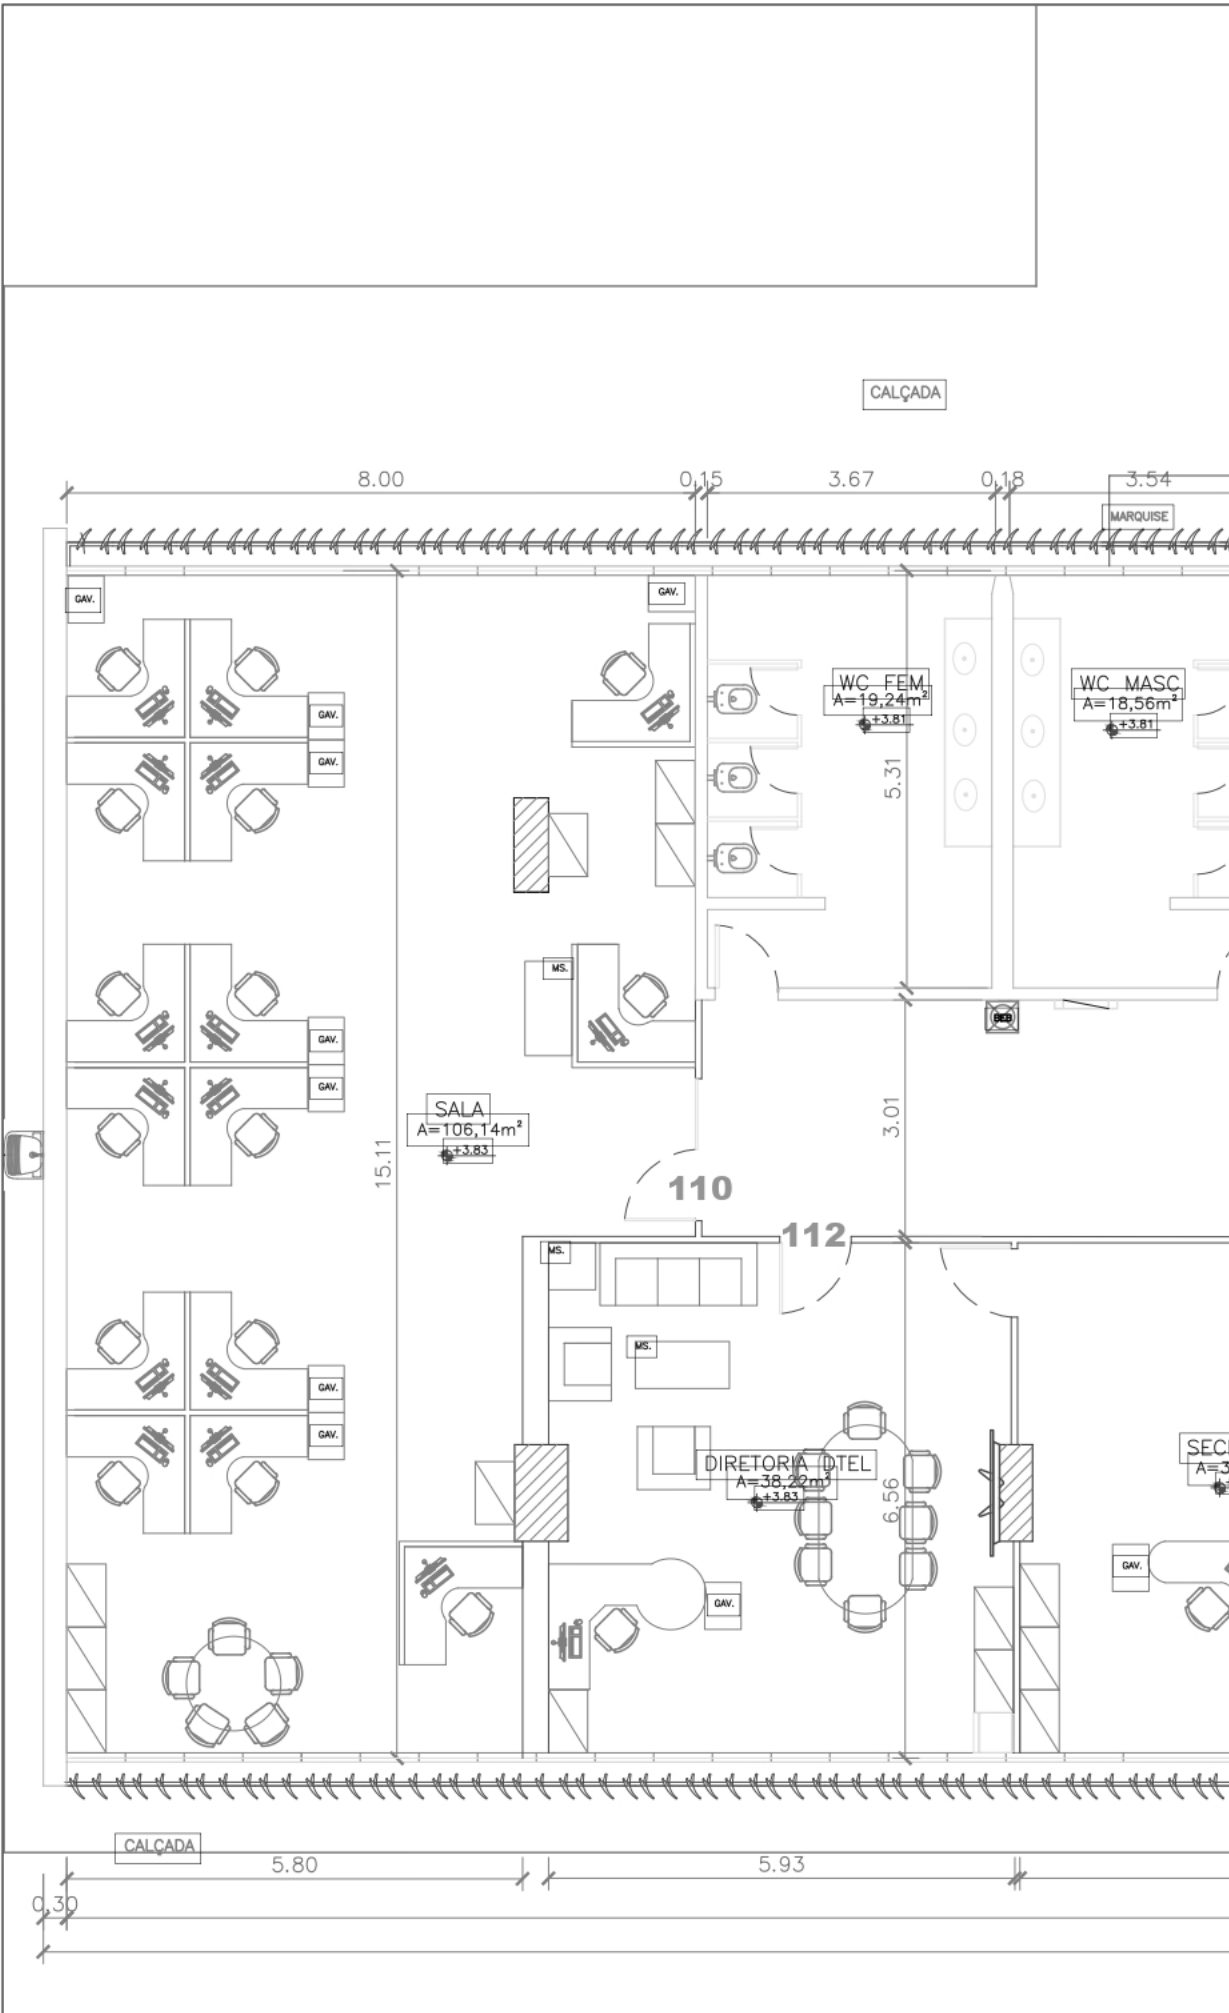 CALÇADA
8.00
0,15
3.67
0,18
3.54
MARQUISE
GAV.
GAV.
WC FEM
A=19,24m²
+3.81
WC MASC
A=18,56m²
+3.81
GAV.
GAV.
5.31
MS.
BEB
GAV.
GAV.
SALA
A=106,14m²
+3.83
15.11
3.01
110
112
MS.
MS.
GAV.
GAV.
DIRETORIA DTEL
A=38,22m²
+3.83
6.56
SEC
A=3
GAV.
GAV.
CALÇADA
5.80
5.93
0,30